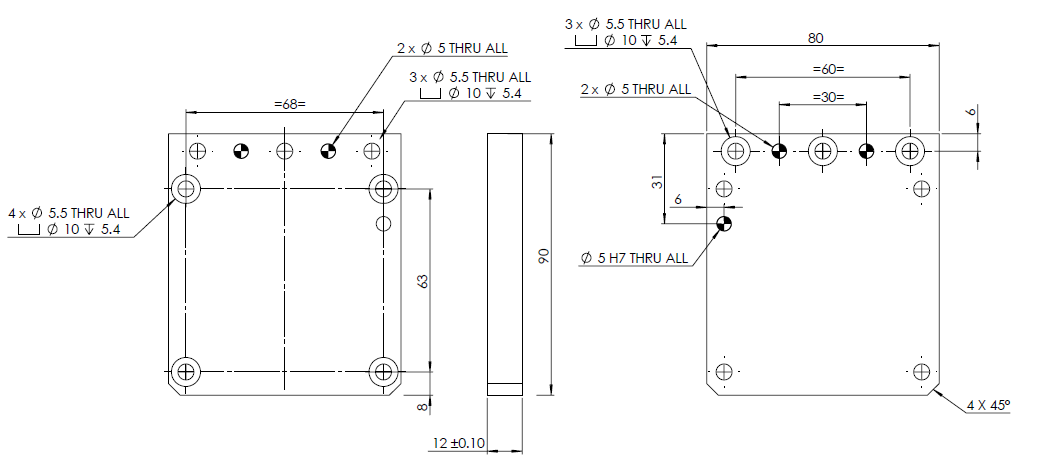 2 x ∅ 5 THRU ALL
3 x ∅ 5.5 THRU ALL
⌴ ∅ 10 ↧ 5.4
=68=
4 x ∅ 5.5 THRU ALL
⌴ ∅ 10 ↧ 5.4
63
8
90
12 ±0.10
3 x ∅ 5.5 THRU ALL
⌴ ∅ 10 ↧ 5.4
80
=60=
2 x ∅ 5 THRU ALL
=30=
6
31
6
∅ 5 H7 THRU ALL
4 X 45°